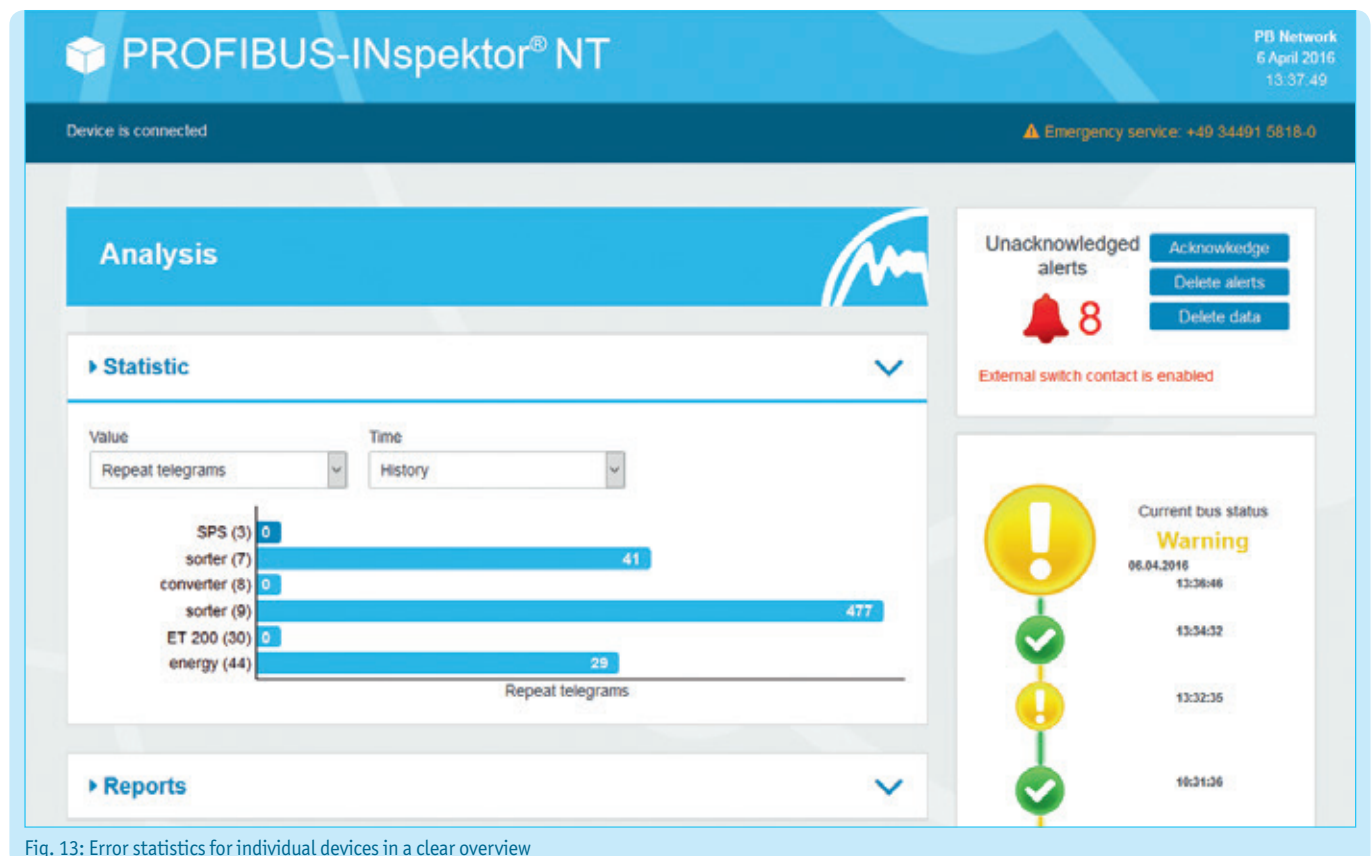 PROFIBUS-INspektor® NT
PB Network
6 April 2016
13:37:49
Device is connected
Emergency service: +49 34491 5818-0
Analysis
Statistic
Value
Time
Repeat telegrams
History
SPS (3) 0
sorter (7) 41
converter (8) 0
sorter (9) 477
ET 200 (30) 0
energy (44) 29
Repeat telegrams
Reports
Unacknowledged
alerts
8
Acknowkedge
Delete alerts
Delete data
External switch contact is enabled
Current bus status
Warning
06.04.2016
13:36:46
13:34:32
13:32:35
10:31:36
Fig. 13: Error statistics for individual devices in a clear overview